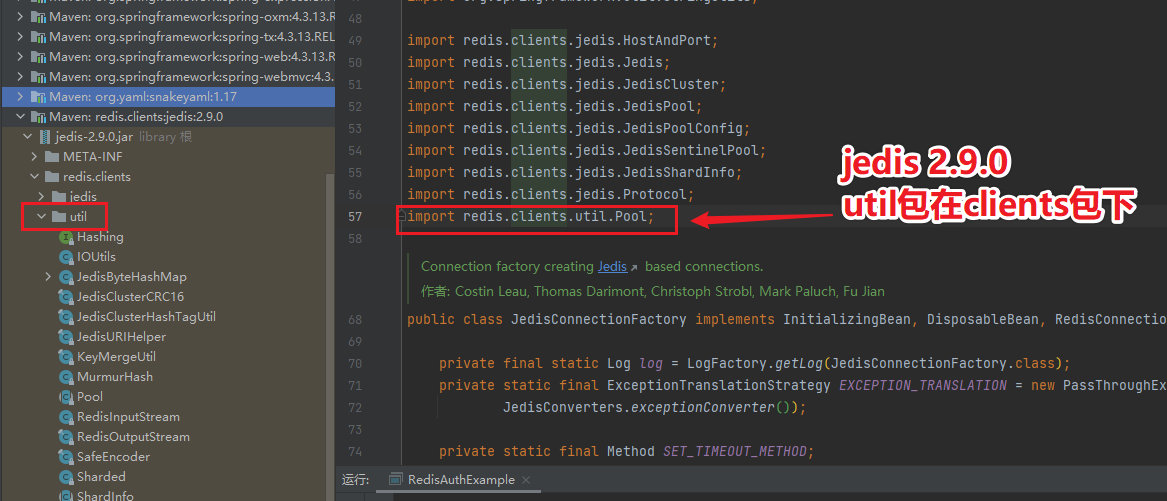 Maven: org.springframework:spring-oxm:4.3.13.REL
Maven: org.springframework:spring-tx:4.3.13.REL
Maven: org.springframework:spring-web:4.3.13.R
Maven: org.springframework:spring-webmvc:4.3.
Maven: org.yaml:snakeyaml:1.17
Maven: redis.clients:jedis:2.9.0
jedis-2.9.0.jar library 根
META-INF
redis.clients
jedis
util
Hashing
IOUtils
JedisByteHashMap
JedisClusterCRC16
JedisClusterHashTagUtil
JedisURIHelper
KeyMergeUtil
MurmurHash
Pool
RedisInputStream
RedisOutputStream
SafeEncoder
Sharded
ShardInfo
48
49 import redis.clients.jedis.HostAndPort;
50 import redis.clients.jedis.Jedis;
51 import redis.clients.jedis.JedisCluster;
52 import redis.clients.jedis.JedisPool;
53 import redis.clients.jedis.JedisPoolConfig;
54 import redis.clients.jedis.JedisSentinelPool;
55 import redis.clients.jedis.JedisShardInfo;
56 import redis.clients.jedis.Protocol;
57 import redis.clients.util.Pool;
58
jedis 2.9.0
util包在clients包下
Connection factory creating Jedis based connections.
作者: Costin Leau, Thomas Darimont, Christoph Strobl, Mark Paluch, Fu Jian
68 public class JedisConnectionFactory implements InitializingBean, DisposableBean, RedisConnectio
69
70 private final static Log log = LogFactory.getLog(JedisConnectionFactory.class);
71 private static final ExceptionTranslationStrategy EXCEPTION_TRANSLATION = new PassThroughEx
72 JedisConverters.exceptionConverter());
73
74 private static final Method SET_TIMEOUT_METHOD;
运行: RedisAuthExample